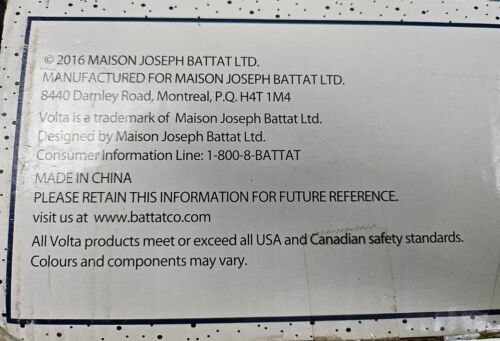 © 2016 MAISON JOSEPH BATTAT LTD.
MANUFACTURED FOR MAISON JOSEPH BATTAT LTD.
8440 Darnley Road, Montreal, P.Q. H4T 1M4
Volta is a trademark of Maison Joseph Battat Ltd.
Designed by Maison Joseph Battat Ltd.
Consumer Information Line: 1-800-8-BATTAT
MADE IN CHINA
PLEASE RETAIN THIS INFORMATION FOR FUTURE REFERENCE.
visit us at www.battatco.com
All Volta products meet or exceed all USA and Canadian safety standards.
Colours and components may vary.